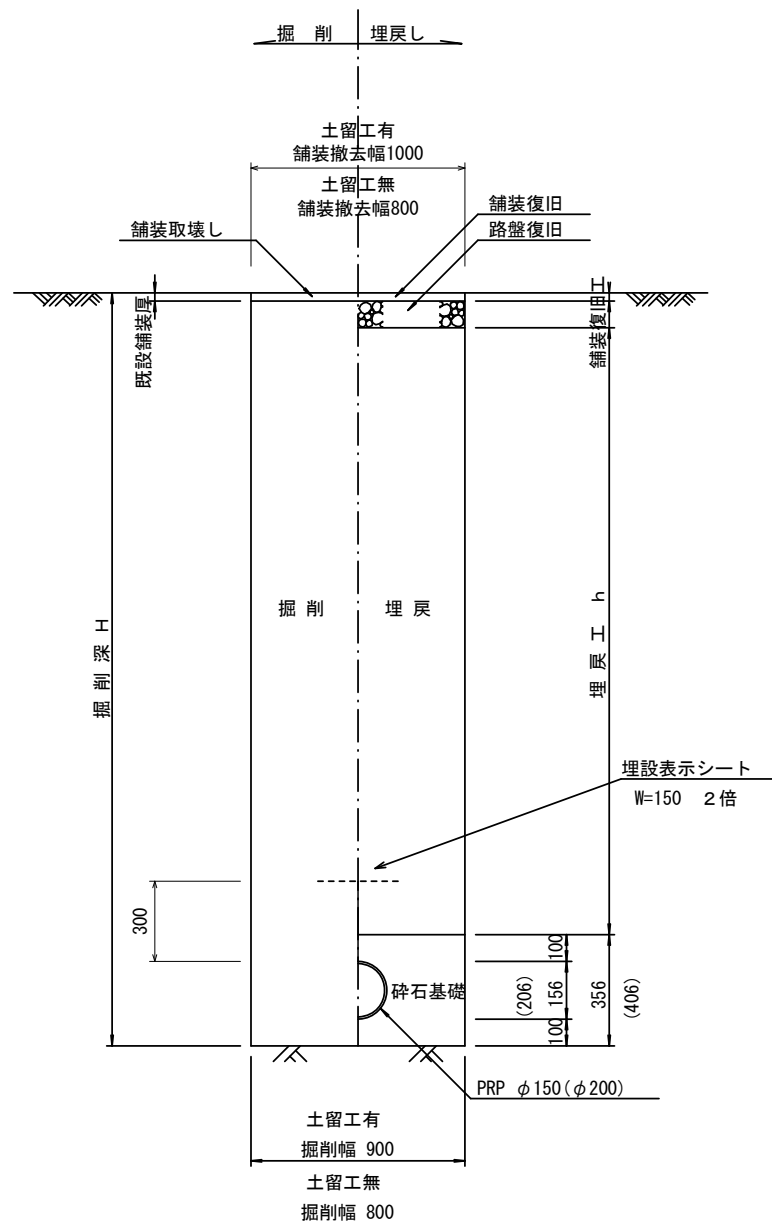 掘 削 埋戻し
土留工有
舗装撤去幅1000
土留工無
舗装撤去幅800
舗装取壊し
舗装復旧
路盤復旧
既設舗装厚
舗装復旧工
掘削深 H
掘 削 埋 戻
埋戻工 h
埋設表示シート
W=150 2倍
300
100
砕石基礎
156
(206)
356
(406)
100
PRP φ150(φ200)
土留工有
掘削幅 900
土留工無
掘削幅 800